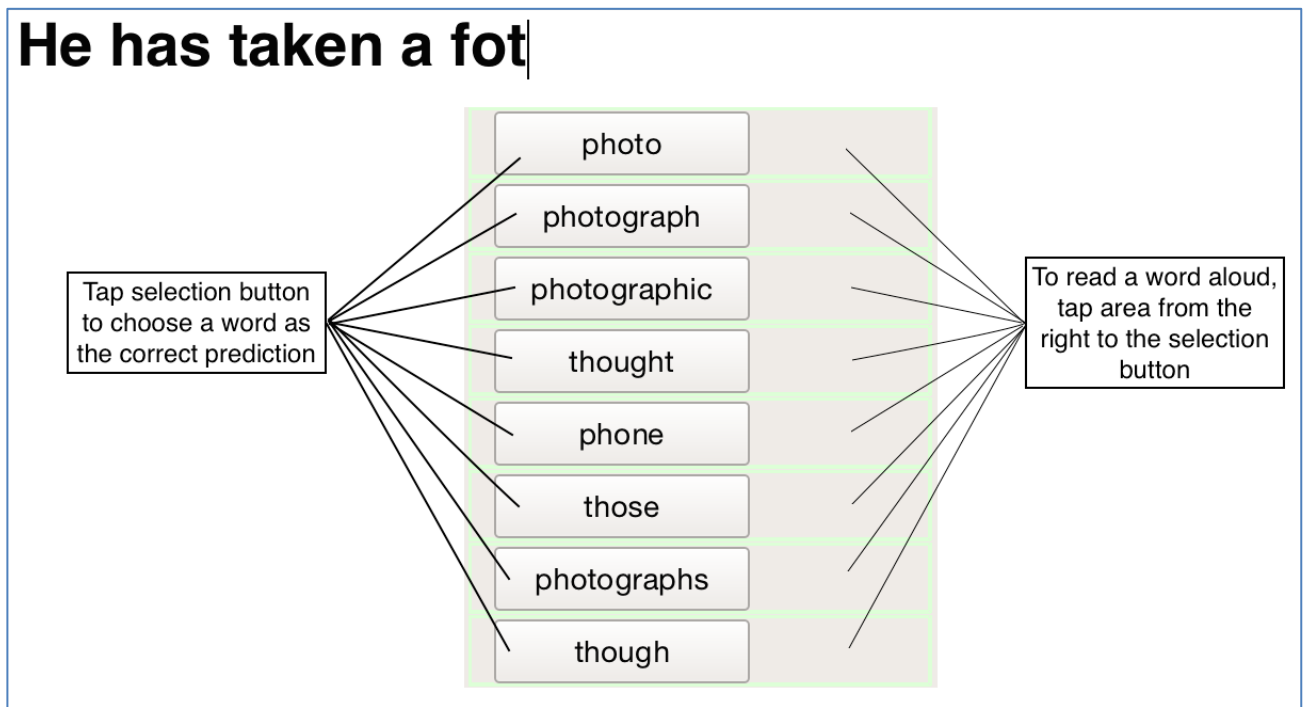 He has taken a fot
photo
photograph
photographic
thought
phone
those
photographs
though
Tap selection button
to choose a word as
the correct prediction
To read a word aloud,
tap area from the
right to the selection
button